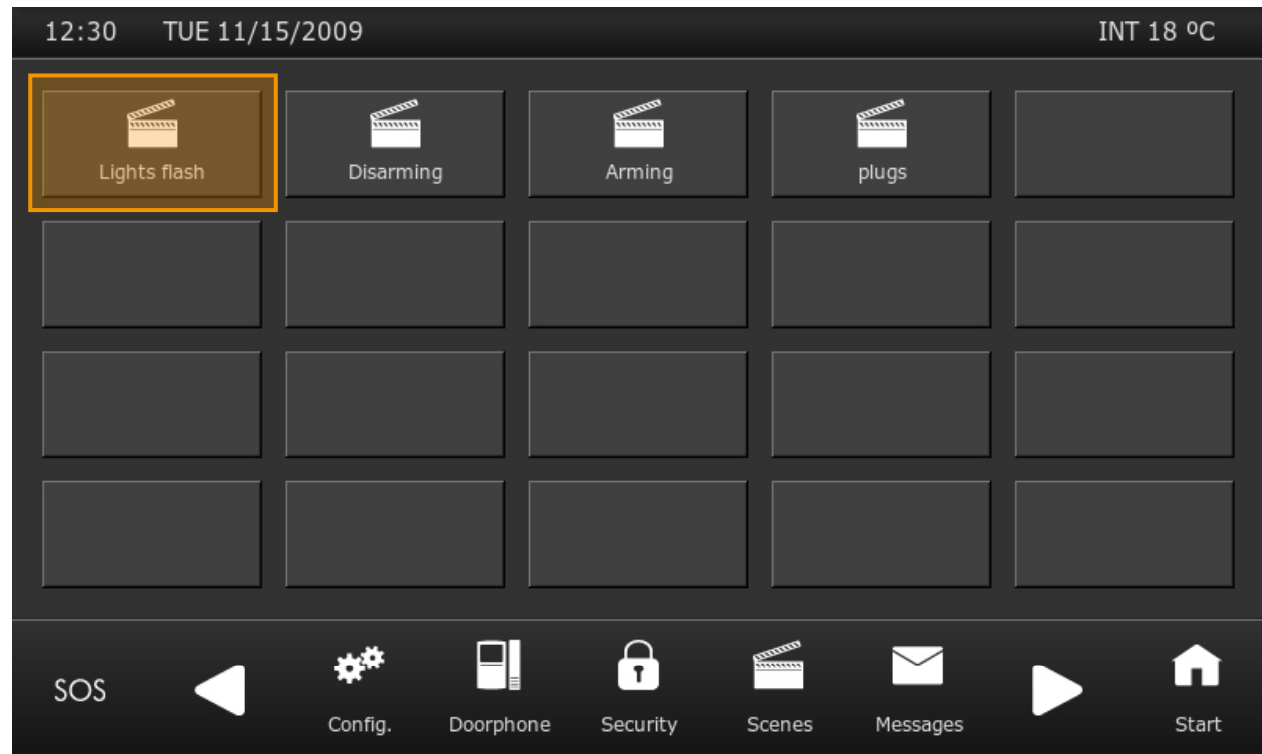 12:30 TUE 11/15/2009 INT 18 ºC
Lights flash Disarming Arming plugs
SOS
Config. Doorphone Security Scenes Messages Start